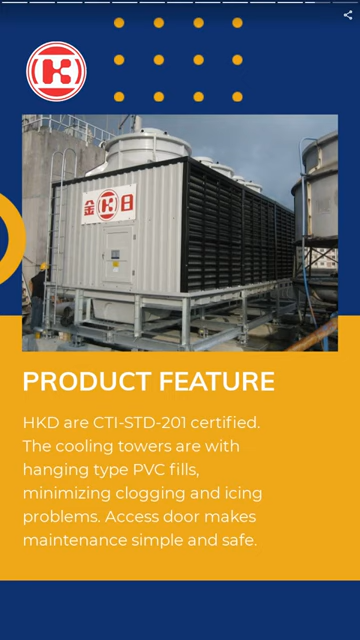 金 日
PRODUCT FEATURE
HKD are CTI-STD-201 certified.
The cooling towers are with
hanging type PVC fills,
minimizing clogging and icing
problems. Access door makes
maintenance simple and safe.